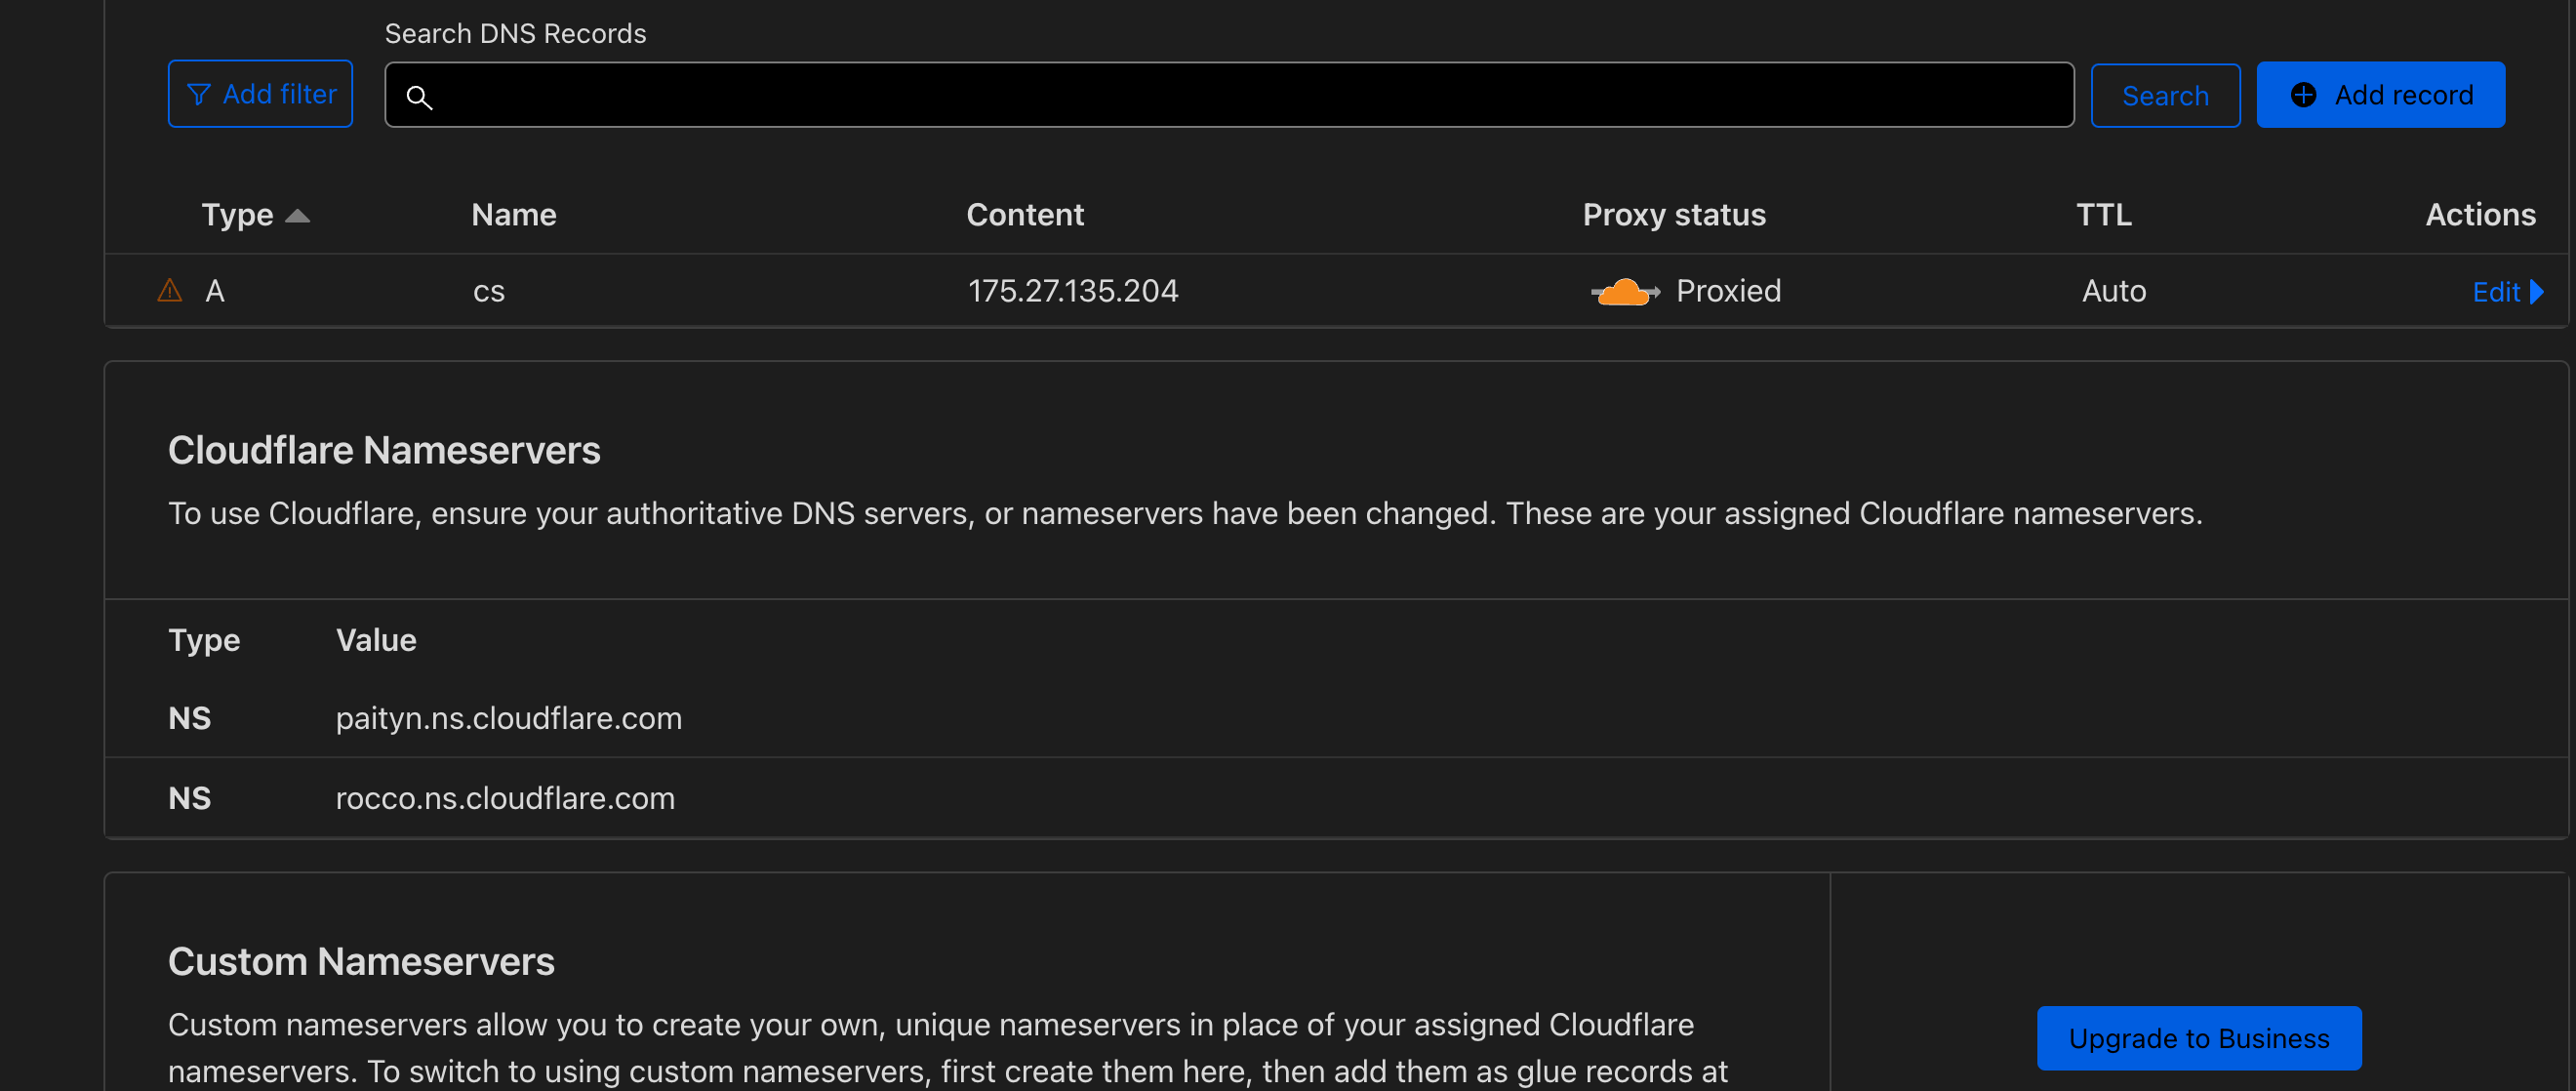 Search DNS Records
Add filter
Search
Add record
Type Name Content Proxy status TTL Actions
A cs 175.27.135.204 Proxied Auto Edit
Cloudflare Nameservers
To use Cloudflare, ensure your authoritative DNS servers, or nameservers have been changed. These are your assigned Cloudflare nameservers.
Type Value
NS paityn.ns.cloudflare.com
NS rocco.ns.cloudflare.com
Custom Nameservers
Custom nameservers allow you to create your own, unique nameservers in place of your assigned Cloudflare
nameservers. To switch to using custom nameservers, first create them here, then add them as glue records at
Upgrade to Business